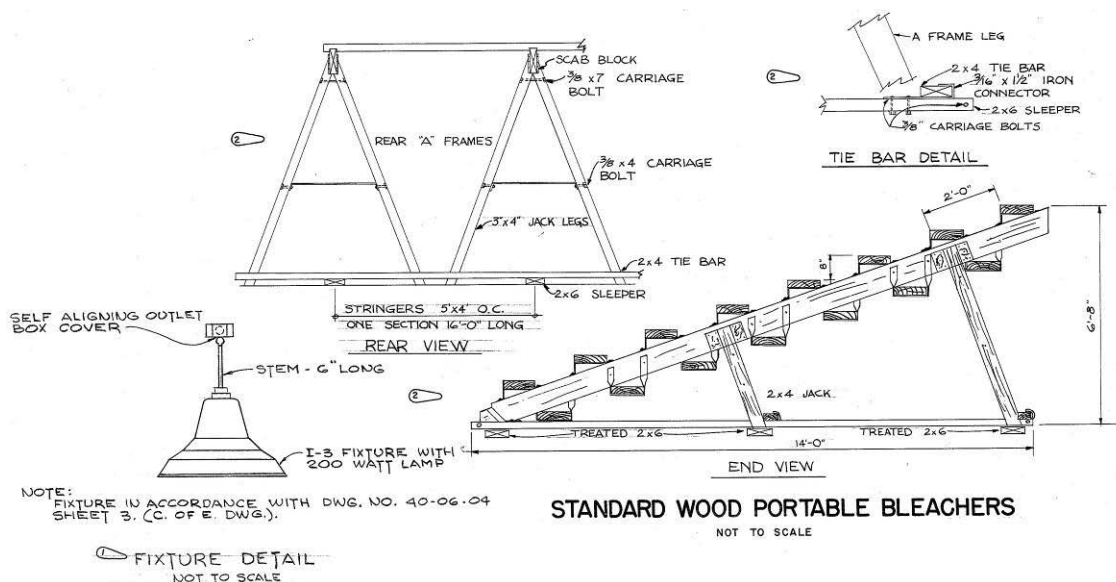 SCAB BLOCK
3/8 x 7 CARRIAGE
BOLT
2
REAR "A" FRAMES
3/8 x 4 CARRIAGE
BOLT
3"x4" JACK LEGS
2x4 TIE BAR
2x6 SLEEPER
STRINGERS 5'x4" O.C.
ONE SECTION 16'-0" LONG
REAR VIEW
A FRAME LEG
2
2x4 TIE BAR
3/16" x 1 1/2" IRON
CONNECTOR
2x6 SLEEPER
3/8" CARRIAGE BOLTS
TIE BAR DETAIL
2'-0"
8"
6'-8"
2
2x4 JACK
TREATED 2x6
TREATED 2x6
14'-0"
END VIEW
STANDARD WOOD PORTABLE BLEACHERS
NOT TO SCALE
SELF ALIGNING OUTLET
BOX COVER
STEM - 6" LONG
I-3 FIXTURE WITH
200 WATT LAMP
NOTE:
FIXTURE IN ACCORDANCE WITH DWG. NO. 40-06-04
SHEET 3. (C. OF E. DWG.).
1
FIXTURE DETAIL
NOT TO SCALE